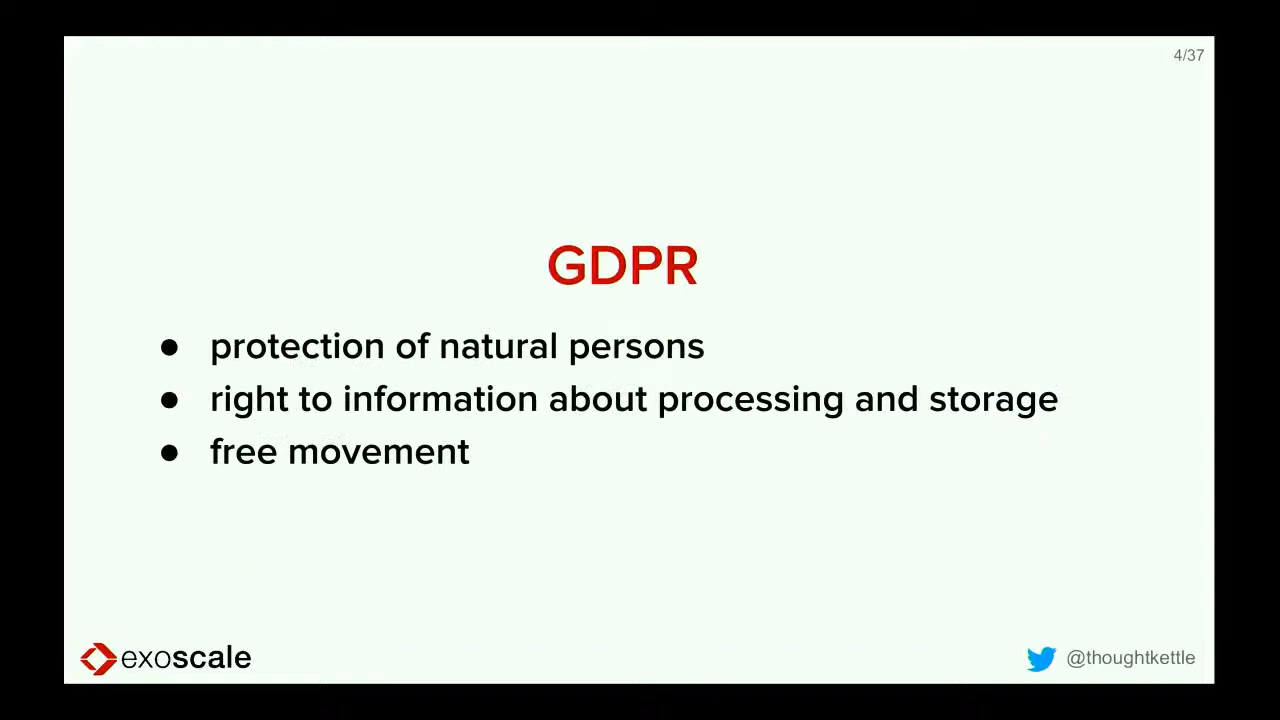 4/37
GDPR
● protection of natural persons
● right to information about processing and storage
● free movement
exoscale
@thoughtkettle